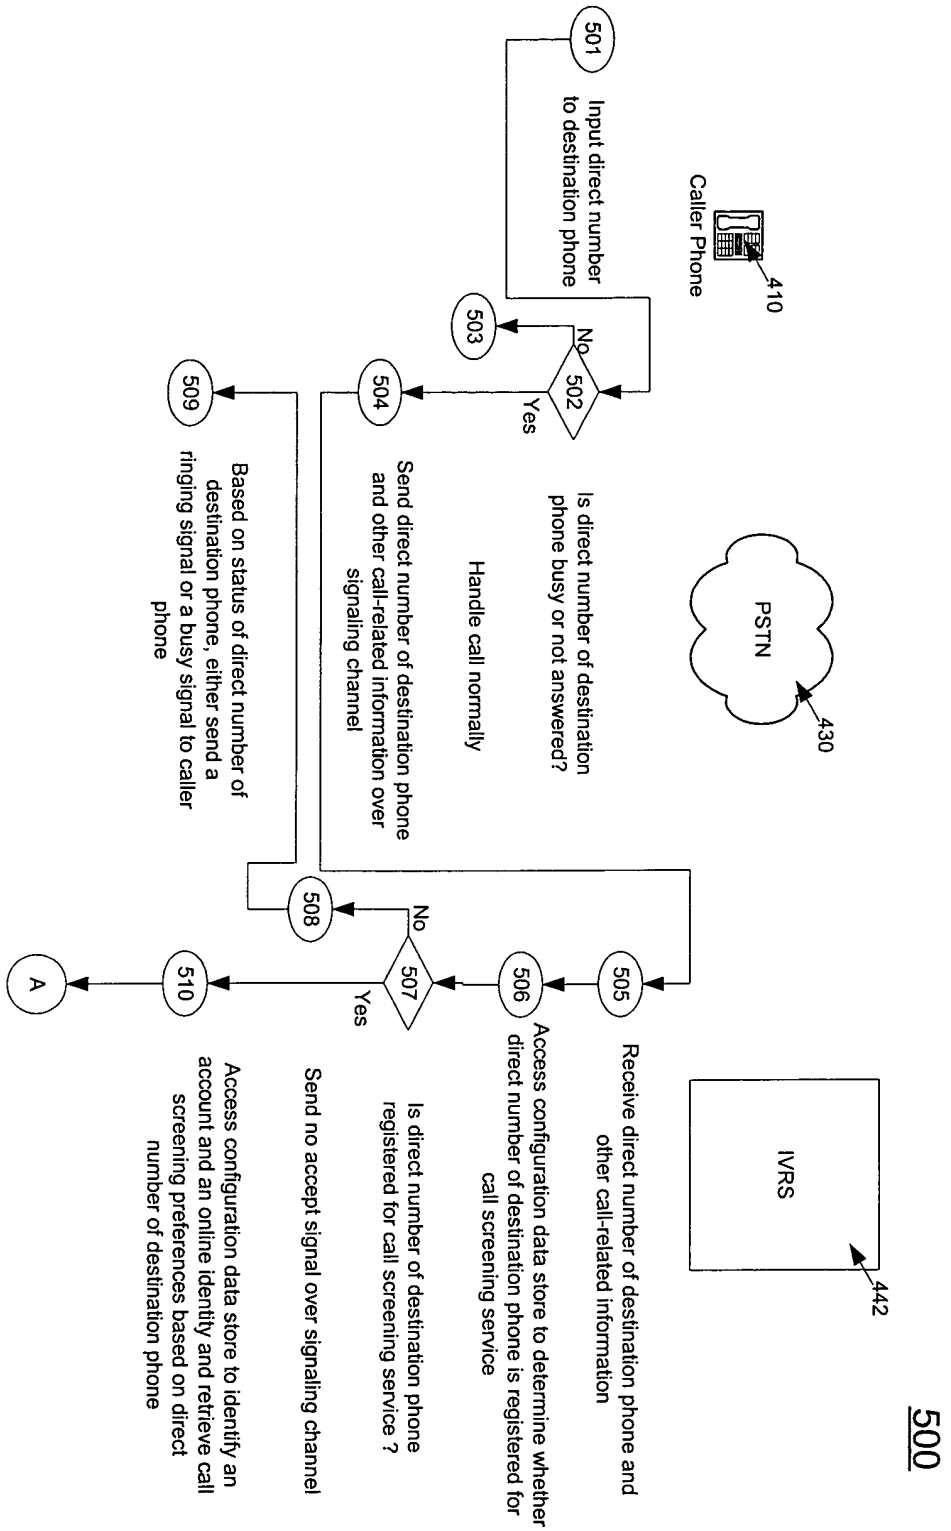 500
410
Caller Phone
430
PSTN
442
IVRS
501
Input direct number
to destination phone
502
No
Yes
Is direct number of destination
phone busy or not answered?
503
Handle call normally
504
Send direct number of destination phone
and other call-related information over
signaling channel
505
Receive direct number of destination phone and
other call-related information
506
Access configuration data store to determine whether
direct number of destination phone is registered for
call screening service
507
No
Yes
Is direct number of destination phone
registered for call screening service ?
508
Send no accept signal over signaling channel
509
Based on status of direct number of
destination phone, either send a
ringing signal or a busy signal to caller
phone
510
Access configuration data store to identify an
account and an online identity and retrieve call
screening preferences based on direct
number of destination phone
A